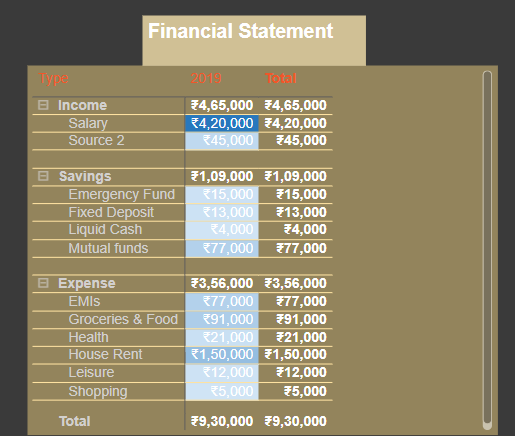 Financial Statement
Type 2019 Total
Income ₹4,65,000 ₹4,65,000
Salary ₹4,20,000 ₹4,20,000
Source 2 ₹45,000 ₹45,000
Savings ₹1,09,000 ₹1,09,000
Emergency Fund ₹15,000 ₹15,000
Fixed Deposit ₹13,000 ₹13,000
Liquid Cash ₹4,000 ₹4,000
Mutual funds ₹77,000 ₹77,000
Expense ₹3,56,000 ₹3,56,000
EMIs ₹77,000 ₹77,000
Groceries & Food ₹91,000 ₹91,000
Health ₹21,000 ₹21,000
House Rent ₹1,50,000 ₹1,50,000
Leisure ₹12,000 ₹12,000
Shopping ₹5,000 ₹5,000
Total ₹9,30,000 ₹9,30,000